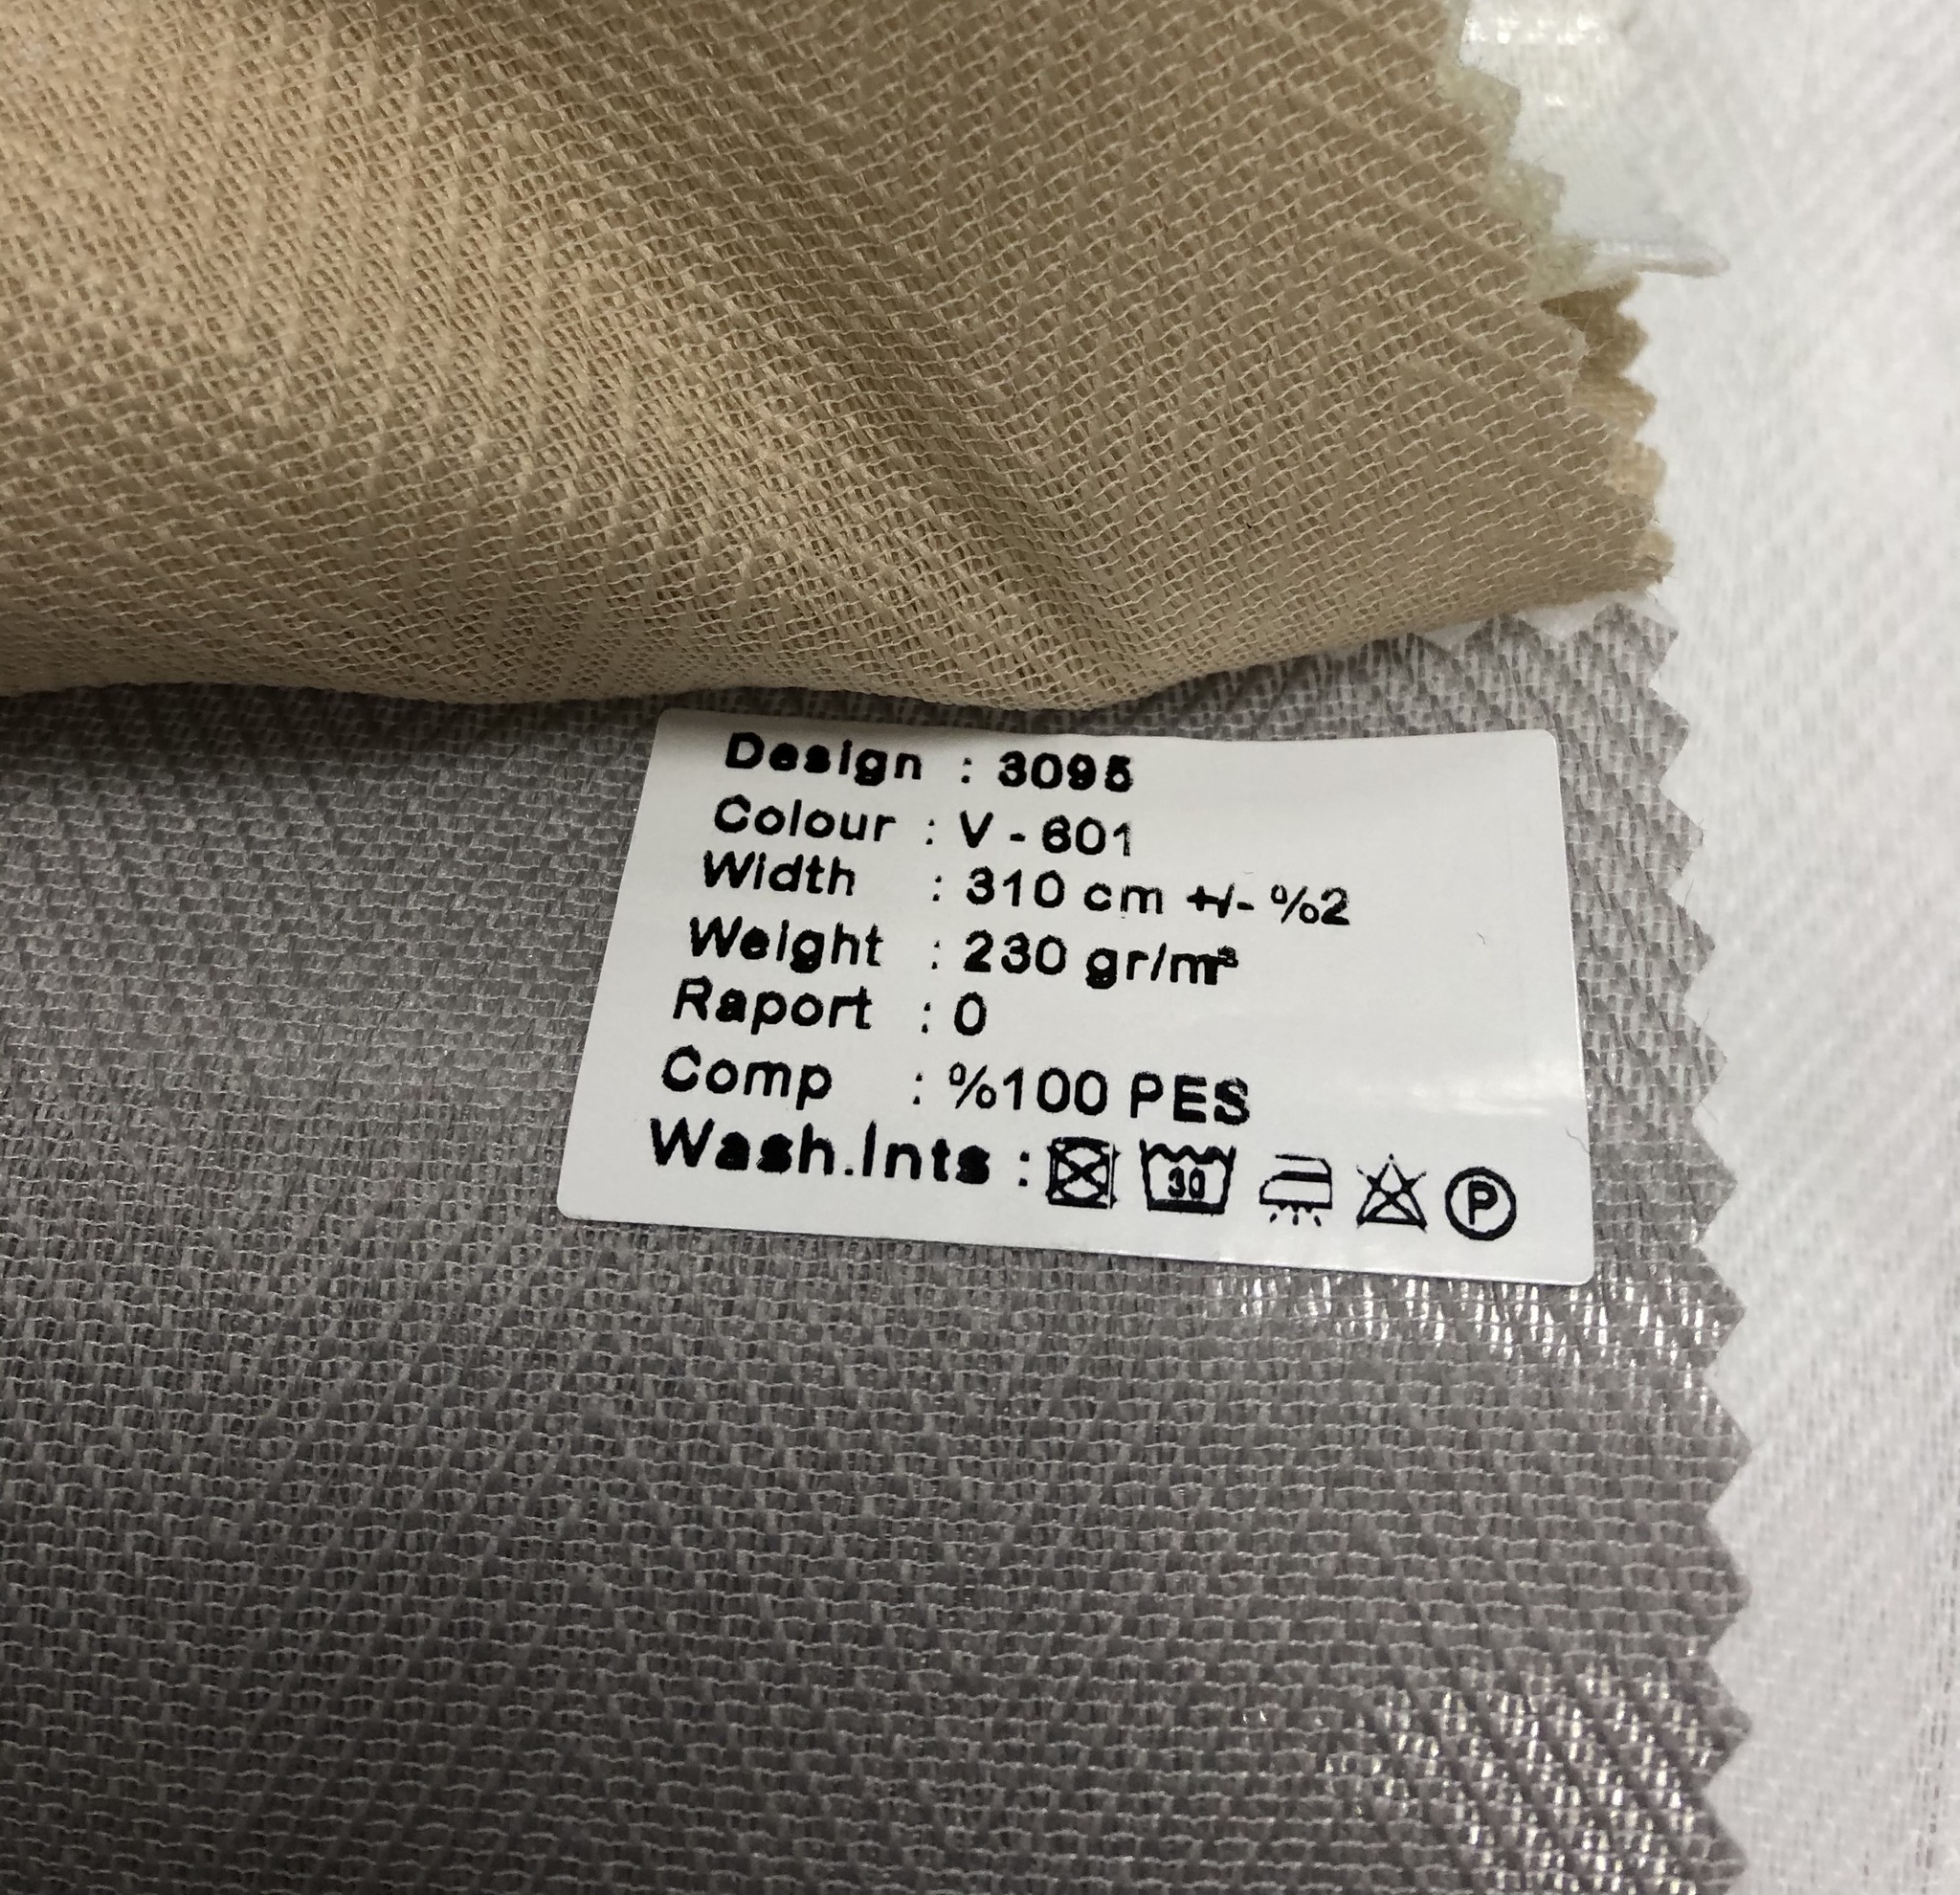 Design : 3095
Colour : V - 601
Width : 310 cm +/- %2
Weight : 230 gr/m²
Raport : 0
Comp : %100 PES
Wash.Ints : 30 P